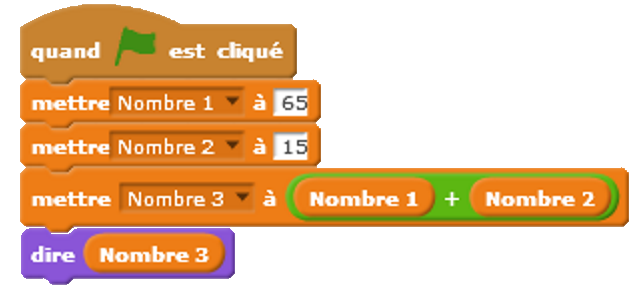 quand est cliqué
mettre Nombre 1 à 65
mettre Nombre 2 à 15
mettre Nombre 3 à Nombre 1 + Nombre 2
dire Nombre 3